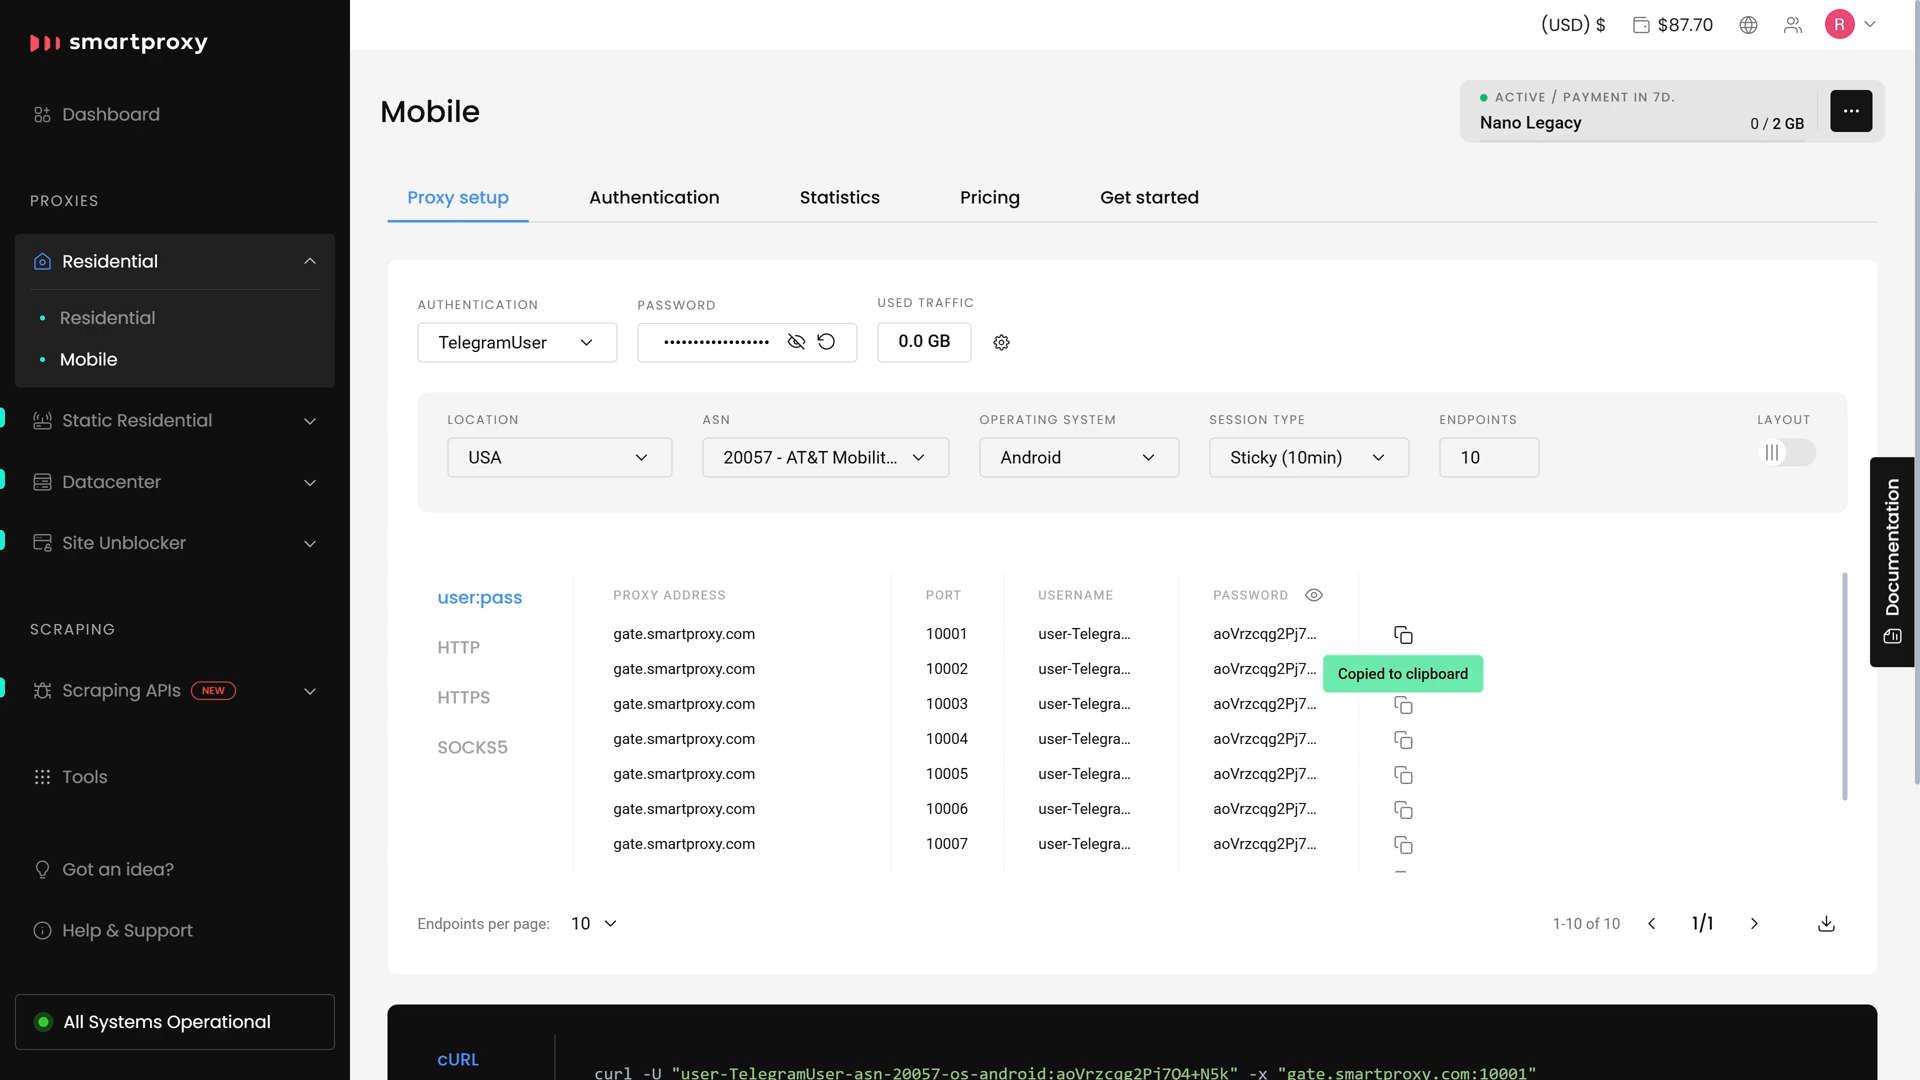 smartproxy
(USD) $
$87.70
R
Dashboard
PROXIES
Residential
Residential
Mobile
Static Residential
Datacenter
Site Unblocker
SCRAPING
Scraping APIs NEW
Tools
Got an idea?
Help & Support
All Systems Operational
Mobile
ACTIVE / PAYMENT IN 7D.
Nano Legacy 0 / 2 GB
Proxy setup Authentication Statistics Pricing Get started
AUTHENTICATION PASSWORD USED TRAFFIC
TelegramUser •••••••••••••••••• 0.0 GB
LOCATION ASN OPERATING SYSTEM SESSION TYPE ENDPOINTS LAYOUT
USA 20057 - AT&T Mobilit... Android Sticky (10min) 10
Documentation
user:pass
HTTP
HTTPS
SOCKS5
PROXY ADDRESS PORT USERNAME PASSWORD
gate.smartproxy.com 10001 user-Telegra... aoVrzcqg2Pj7...
gate.smartproxy.com 10002 user-Telegra... aoVrzcqg2Pj7...
Copied to clipboard
gate.smartproxy.com 10003 user-Telegra... aoVrzcqg2Pj7...
gate.smartproxy.com 10004 user-Telegra... aoVrzcqg2Pj7...
gate.smartproxy.com 10005 user-Telegra... aoVrzcqg2Pj7...
gate.smartproxy.com 10006 user-Telegra... aoVrzcqg2Pj7...
gate.smartproxy.com 10007 user-Telegra... aoVrzcqg2Pj7...
Endpoints per page: 10
1-10 of 10 1/1
cURL
curl -U "user-TelegramUser-asn-20057-os-android:aoVrzcqg2Pj7Q4+N5k" -x "gate.smartproxy.com:10001"